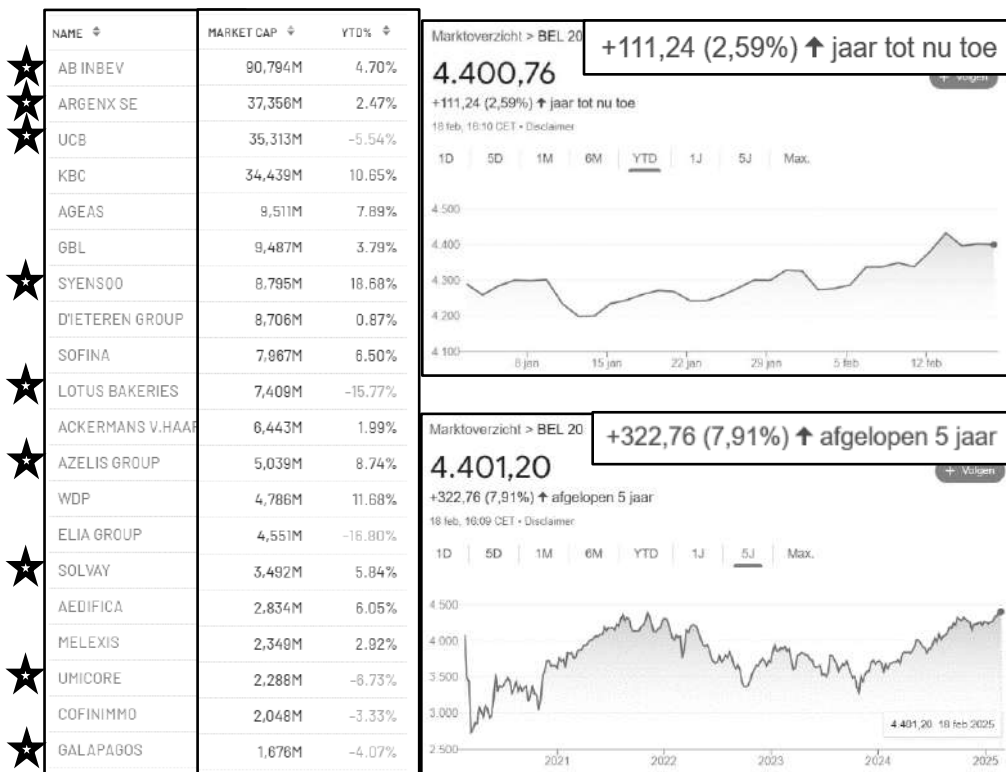 NAME MARKET CAP YTD%
AB INBEV 90,794M 4.70%
ARGENX SE 37,356M 2.47%
UCB 35,313M -5.54%
KBC 34,439M 10.65%
AGEAS 9,511M 7.89%
GBL 9,487M 3.79%
SYENSQO 8,795M 18.68%
D'IETEREN GROUP 8,706M 0.87%
SOFINA 7,967M 6.50%
LOTUS BAKERIES 7,409M -15.77%
ACKERMANS V.HAAR 6,443M 1.99%
AZELIS GROUP 5,039M 8.74%
WDP 4,786M 11.68%
ELIA GROUP 4,551M -16.80%
SOLVAY 3,492M 5.84%
AEDIFICA 2,834M 6.05%
MELEXIS 2,349M 2.92%
UMICORE 2,288M -6.73%
COFINIMMO 2,048M -3.33%
GALAPAGOS 1,676M -4.07%
Marktoverzicht > BEL 20
+111,24 (2,59%) ↑ jaar tot nu toe
4.400,76
+ Volgen
+111,24 (2,59%) ↑ jaar tot nu toe
18 feb, 16:10 CET • Disclaimer
1D 5D 1M 6M YTD 1J 5J Max.
4.500
4.400
4.300
4.200
4.100
8 jan 15 jan 22 jan 29 jan 5 feb 12 feb
Marktoverzicht > BEL 20
+322,76 (7,91%) ↑ afgelopen 5 jaar
4.401,20
+ Volgen
+322,76 (7,91%) ↑ afgelopen 5 jaar
18 feb, 16:09 CET • Disclaimer
1D 5D 1M 6M YTD 1J 5J Max.
4.500
4.000
3.500
3.000
4.401,20 18 feb 2025
2.500
2021 2022 2023 2024 2025